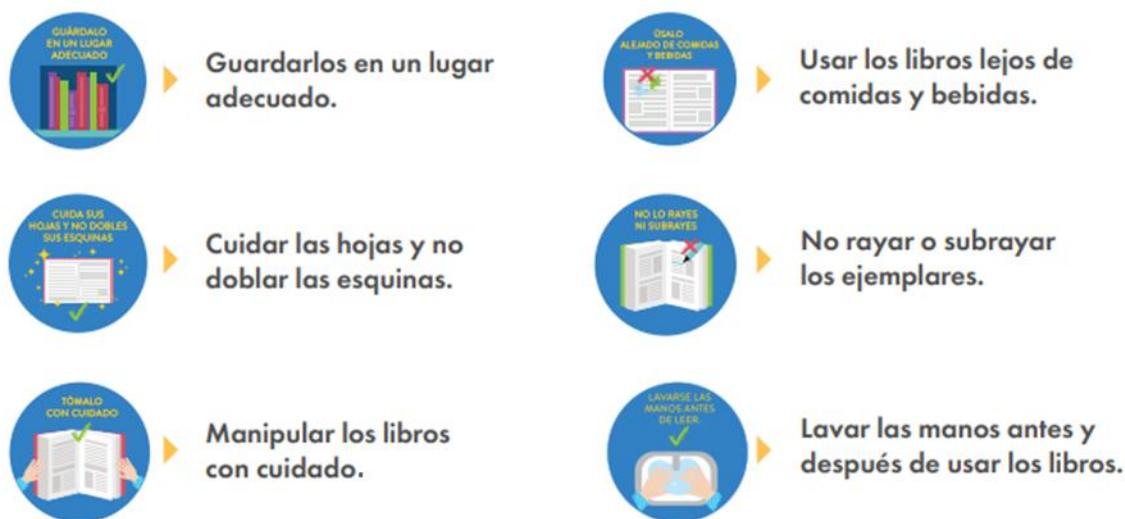 GUÁRDALO
EN UN LUGAR
ADECUADO
Guardarlos en un lugar
adecuado.
ÚSALO
ALEJADO DE COMIDAS
Y BEBIDAS
Usar los libros lejos de
comidas y bebidas.
CUIDA SUS
HOJAS Y NO DOBLES
SUS ESQUINAS
Cuidar las hojas y no
doblar las esquinas.
NO LO RAYES
NI SUBRAYES
No rayar o subrayar
los ejemplares.
TÓMALO
CON CUIDADO
Manipular los libros
con cuidado.
LAVARSE LAS
MANOS ANTES
DE LEER.
Lavar las manos antes y
después de usar los libros.